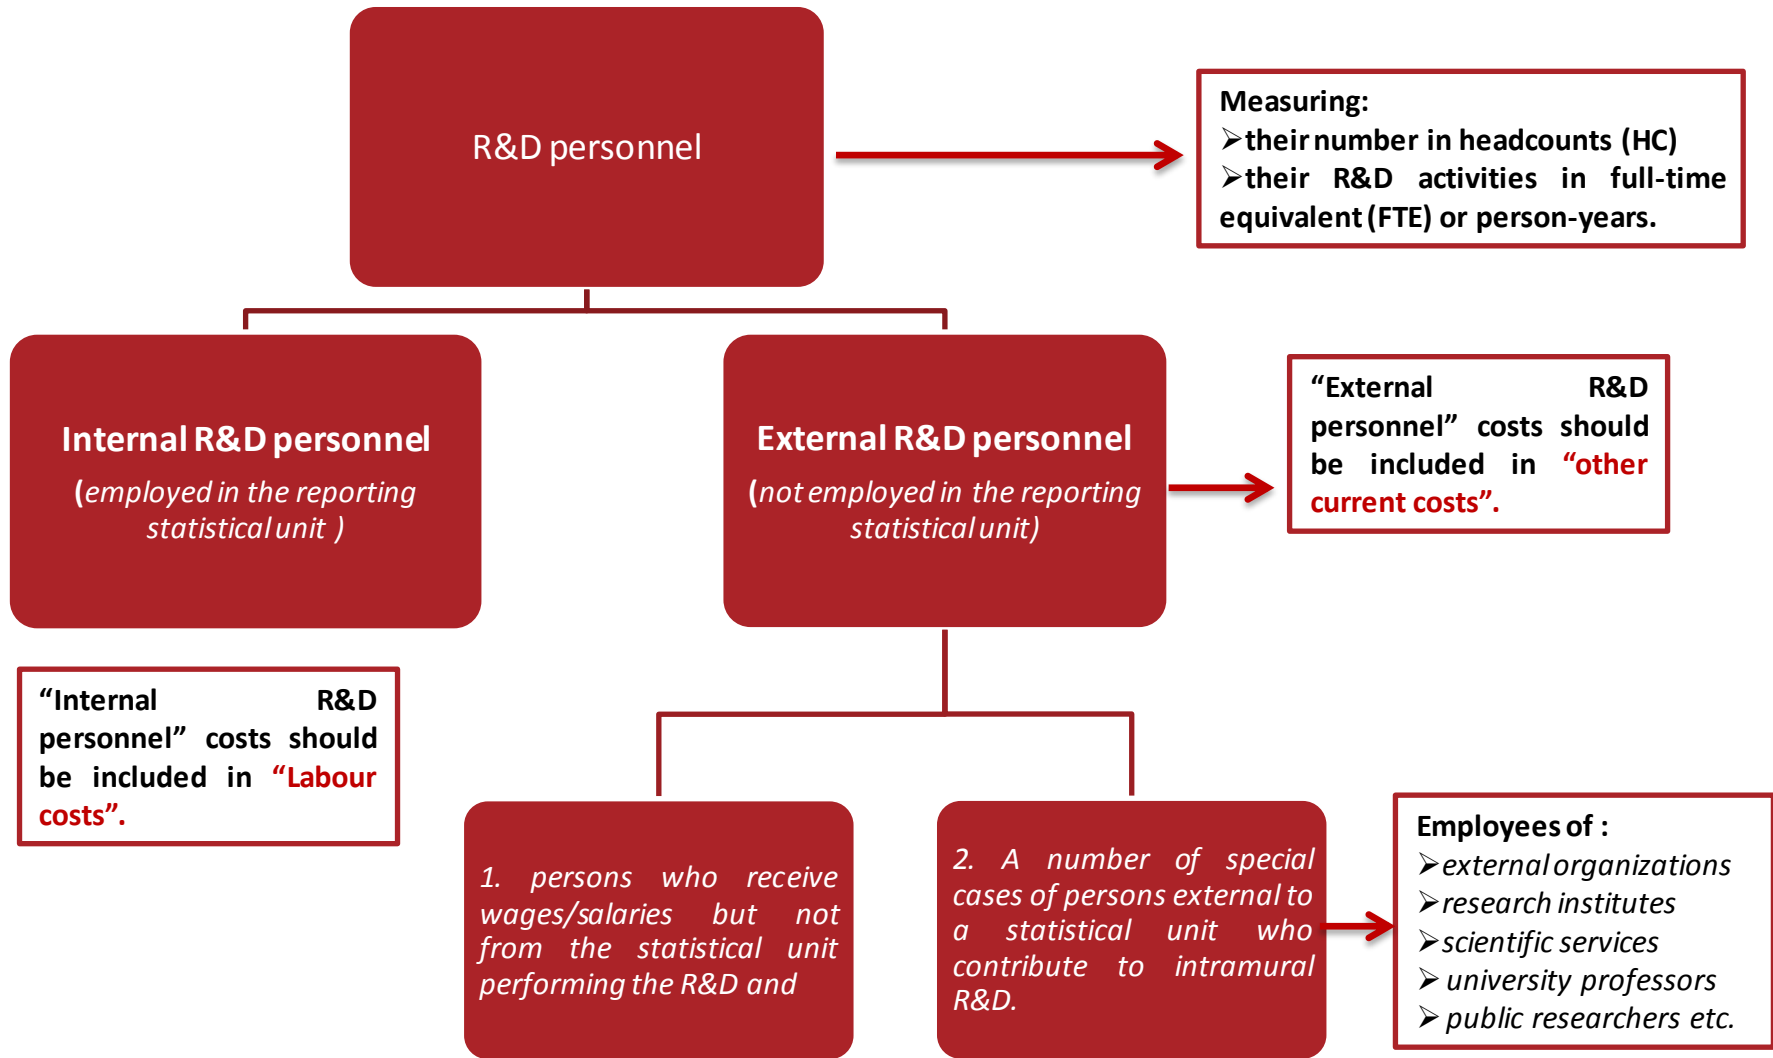 R&D personnel
Measuring:
➢their number in headcounts (HC)
➢their R&D activities in full-time
equivalent (FTE) or person-years.
Internal R&D personnel
(employed in the reporting
statistical unit )
External R&D personnel
(not employed in the reporting
statistical unit)
“External R&D
personnel” costs should
be included in “other
current costs”.
“Internal R&D
personnel” costs should
be included in “Labour
costs”.
1. persons who receive
wages/salaries but not
from the statistical unit
performing the R&D and
2. A number of special
cases of persons external to
a statistical unit who
contribute to intramural
R&D.
Employees of :
➢external organizations
➢research institutes
➢scientific services
➢ university professors
➢ public researchers etc.